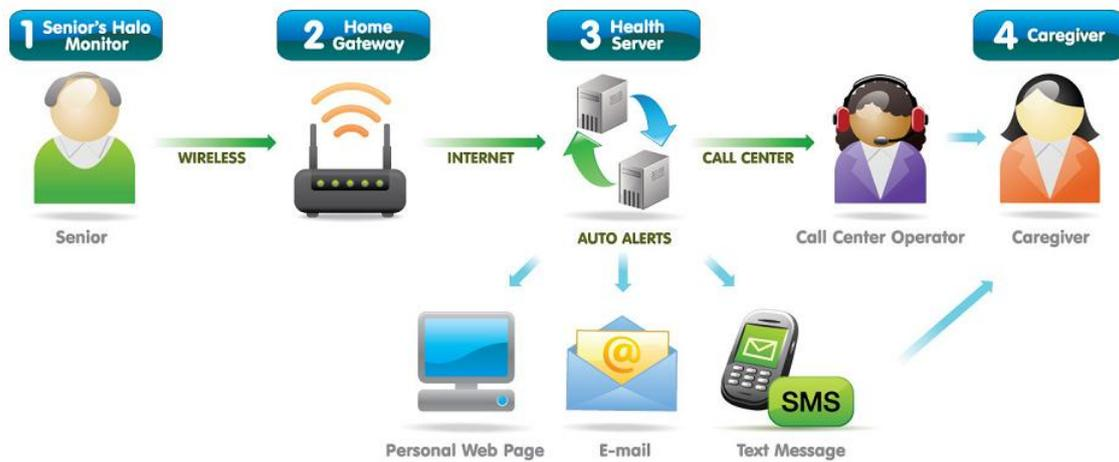 1 Senior's Halo
Monitor
2 Home
Gateway
3 Health
Server
4 Caregiver
WIRELESS
INTERNET
CALL CENTER
Senior
AUTO ALERTS
Call Center Operator
Caregiver
@
SMS
Personal Web Page
E-mail
Text Message